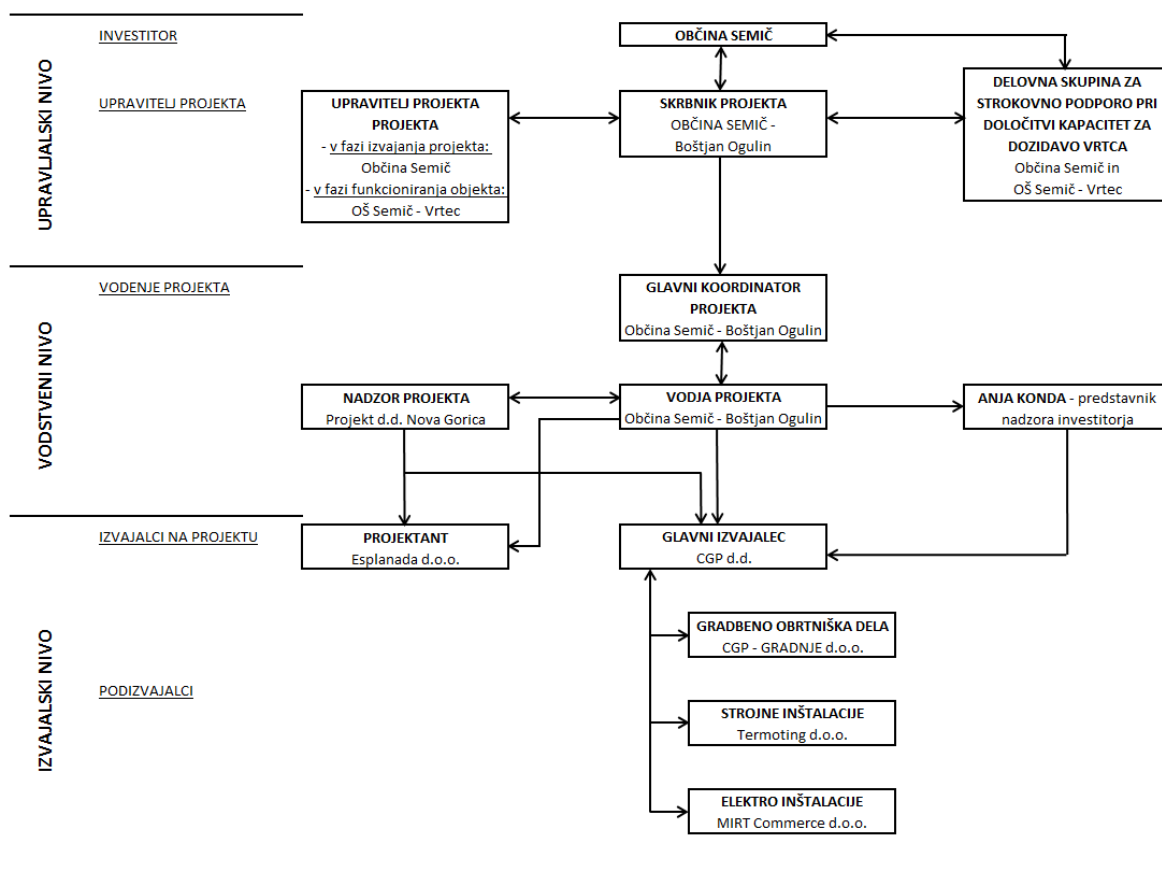 UPRAVLJALSKI NIVO
INVESTITOR
OBČINA SEMIČ
UPRAVITELJ PROJEKTA
UPRAVITELJ PROJEKTA
PROJEKTA
- v fazi izvajanja projekta:
Občina Semič
- v fazi funkcioniranja objekta:
OŠ Semič - Vrtec
SKRBNIK PROJEKTA
OBČINA SEMIČ -
Boštjan Ogulin
DELOVNA SKUPINA ZA
STROKOVNO PODPORO PRI
DOLOČITVI KAPACITET ZA
DOZIDAVO VRTCA
Občina Semič in
OŠ Semič - Vrtec
VODSTVENI NIVO
VODENJE PROJEKTA
GLAVNI KOORDINATOR
PROJEKTA
Občina Semič - Boštjan Ogulin
NADZOR PROJEKTA
Projekt d.d. Nova Gorica
VODJA PROJEKTA
Občina Semič - Boštjan Ogulin
ANJA KONDA - predstavnik
nadzora investitorja
IZVAJALSKI NIVO
IZVAJALCI NA PROJEKTU
PROJEKTANT
Esplanada d.o.o.
GLAVNI IZVAJALEC
CGP d.d.
GRADBENO OBRTNIŠKA DELA
CGP - GRADNJE d.o.o.
PODIZVAJALCI
STROJNE INŠTALACIJE
Termoting d.o.o.
ELEKTRO INŠTALACIJE
MIRT Commerce d.o.o.